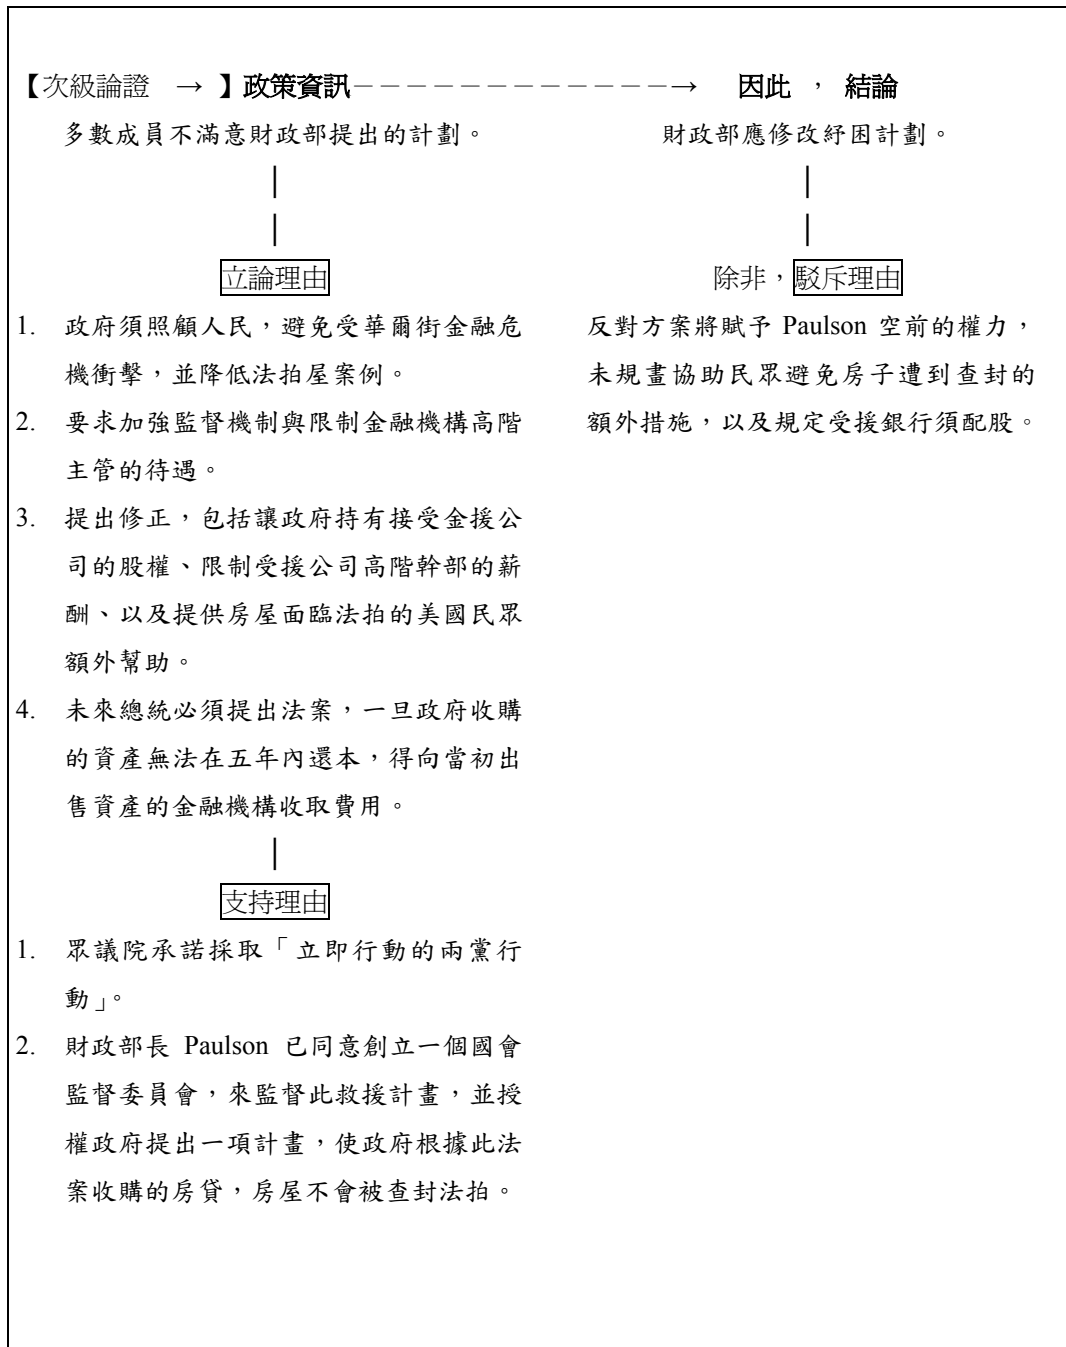 【次級論證 → 】政策資訊－－－－－－－－－－－－→ 因此 ， 結論
多數成員不滿意財政部提出的計劃。 財政部應修改紓困計劃。
立論理由 除非，駁斥理由
1. 政府須照顧人民，避免受華爾街金融危
機衝擊，並降低法拍屋案例。
2. 要求加強監督機制與限制金融機構高階
主管的待遇。
3. 提出修正，包括讓政府持有接受金援公
司的股權、限制受援公司高階幹部的薪
酬、以及提供房屋面臨法拍的美國民眾
額外幫助。
4. 未來總統必須提出法案，一旦政府收購
的資產無法在五年內還本，得向當初出
售資產的金融機構收取費用。
反對方案將賦予 Paulson 空前的權力，
未規畫協助民眾避免房子遭到查封的
額外措施，以及規定受援銀行須配股。
支持理由
1. 眾議院承諾採取「立即行動的兩黨行
動」。
2. 財政部長 Paulson 已同意創立一個國會
監督委員會，來監督此救援計畫，並授
權政府提出一項計畫，使政府根據此法
案收購的房貸，房屋不會被查封法拍。